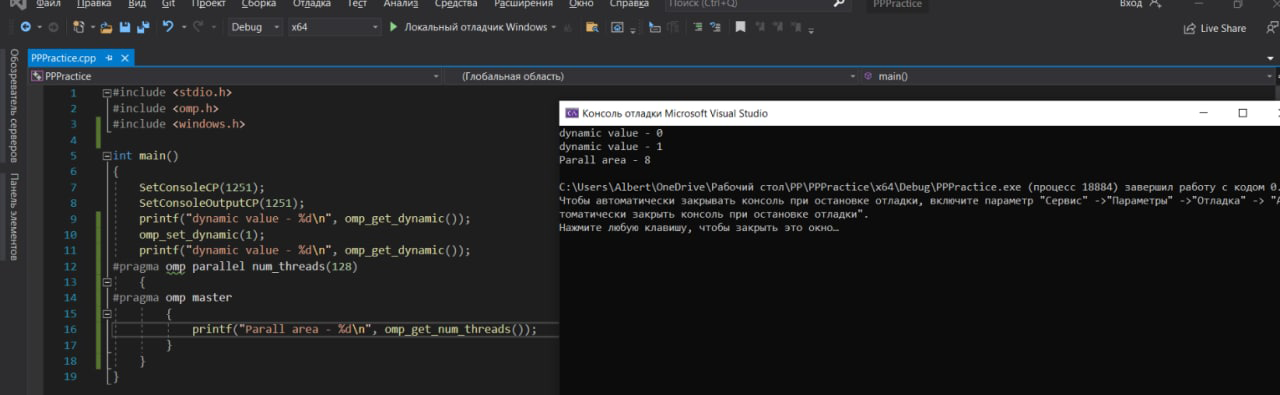 Файл Правка Вид Git Проект Сборка Отладка Тест Анализ Средства Расширения Окно Справка Поиск (Ctrl+Q) PPPractice Вход
Debug x64 Локальный отладчик Windows Live Share
Обозреватель серверов
Панель элементов
PPPractice.cpp
PPPractice (Глобальная область) main()
1 #include <stdio.h>
2 #include <omp.h>
3 #include <windows.h>
4
5 int main()
6 {
7 SetConsoleCP(1251);
8 SetConsoleOutputCP(1251);
9 printf("dynamic value - %d\n", omp_get_dynamic());
10 omp_set_dynamic(1);
11 printf("dynamic value - %d\n", omp_get_dynamic());
12 #pragma omp parallel num_threads(128)
13 {
14 #pragma omp master
15 {
16 printf("Parall area - %d\n", omp_get_num_threads());
17 }
18 }
19 }
Консоль отладки Microsoft Visual Studio
dynamic value - 0
dynamic value - 1
Parall area - 8
C:\Users\Albert\OneDrive\Рабочий стол\PP\PPPractice\x64\Debug\PPPractice.exe (процесс 18884) завершил работу с кодом 0.
Чтобы автоматически закрывать консоль при остановке отладки, включите параметр "Сервис" ->"Параметры" ->"Отладка" -> "А
томатически закрыть консоль при остановке отладки".
Нажмите любую клавишу, чтобы закрыть это окно…